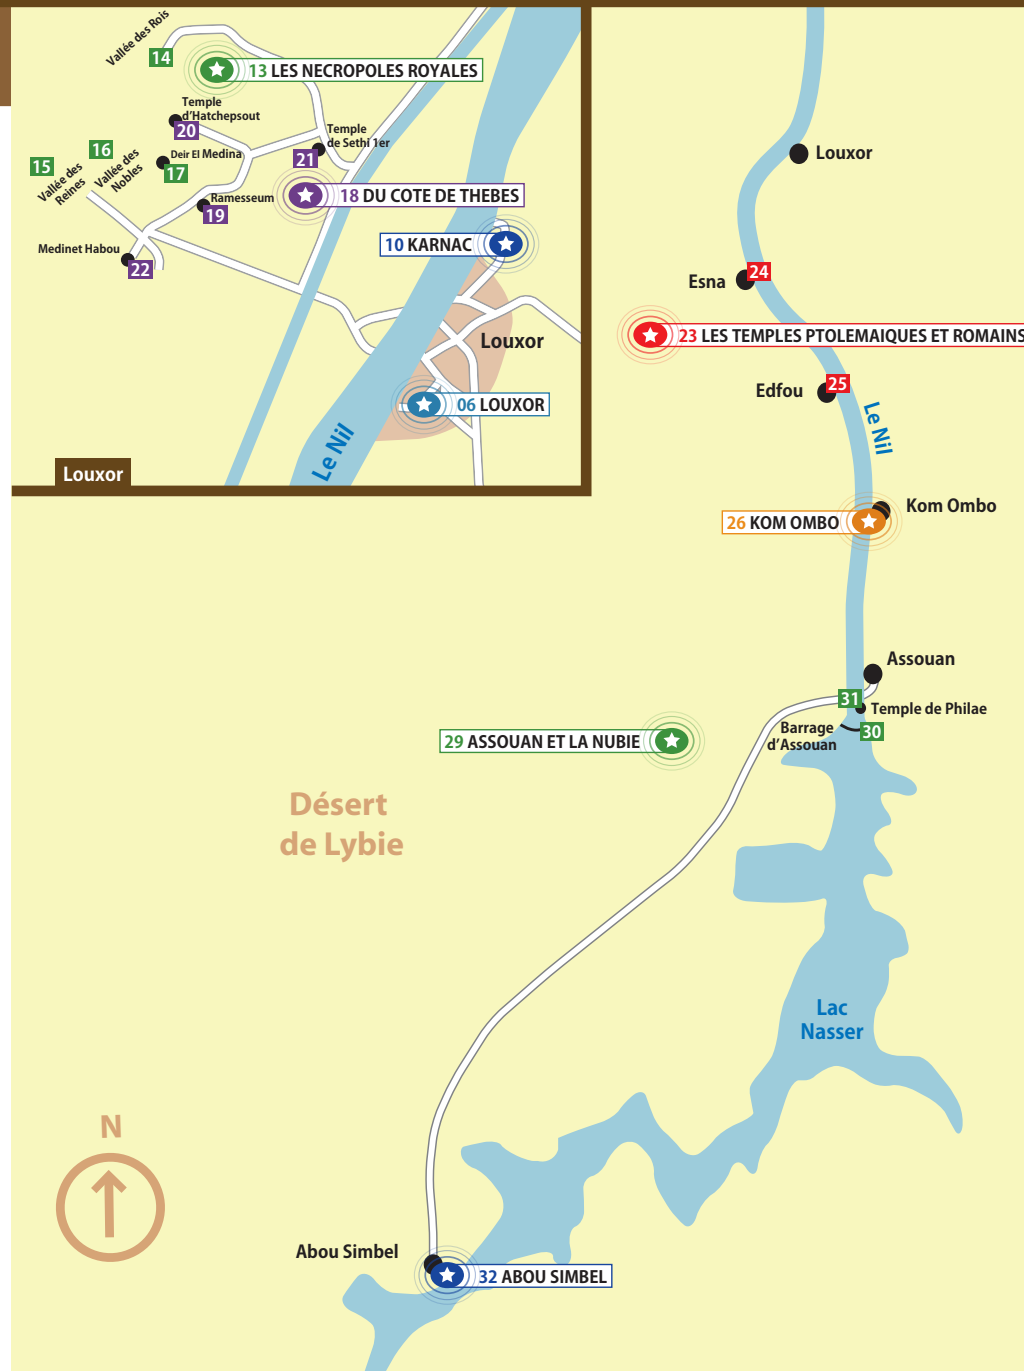 Vallée des Rois
14
13 LES NECROPOLES ROYALES
Temple
d'Hatchepsout
20
Temple
de Sethi 1er
21
15
Vallée des
Reines
16
Vallée des
Nobles
Deir El Medina
17
18 DU COTE DE THEBES
Ramesseum
19
10 KARNAC
Medinet Habou
22
Louxor
06 LOUXOR
Le Nil
Louxor
Louxor
Esna
24
23 LES TEMPLES PTOLEMAIQUES ET ROMAINS
Edfou
25
Le Nil
Kom Ombo
26 KOM OMBO
Assouan
31
Temple de Philae
Barrage
d'Assouan
30
29 ASSOUAN ET LA NUBIE
Désert
de Lybie
Lac
Nasser
N
Abou Simbel
32 ABOU SIMBEL